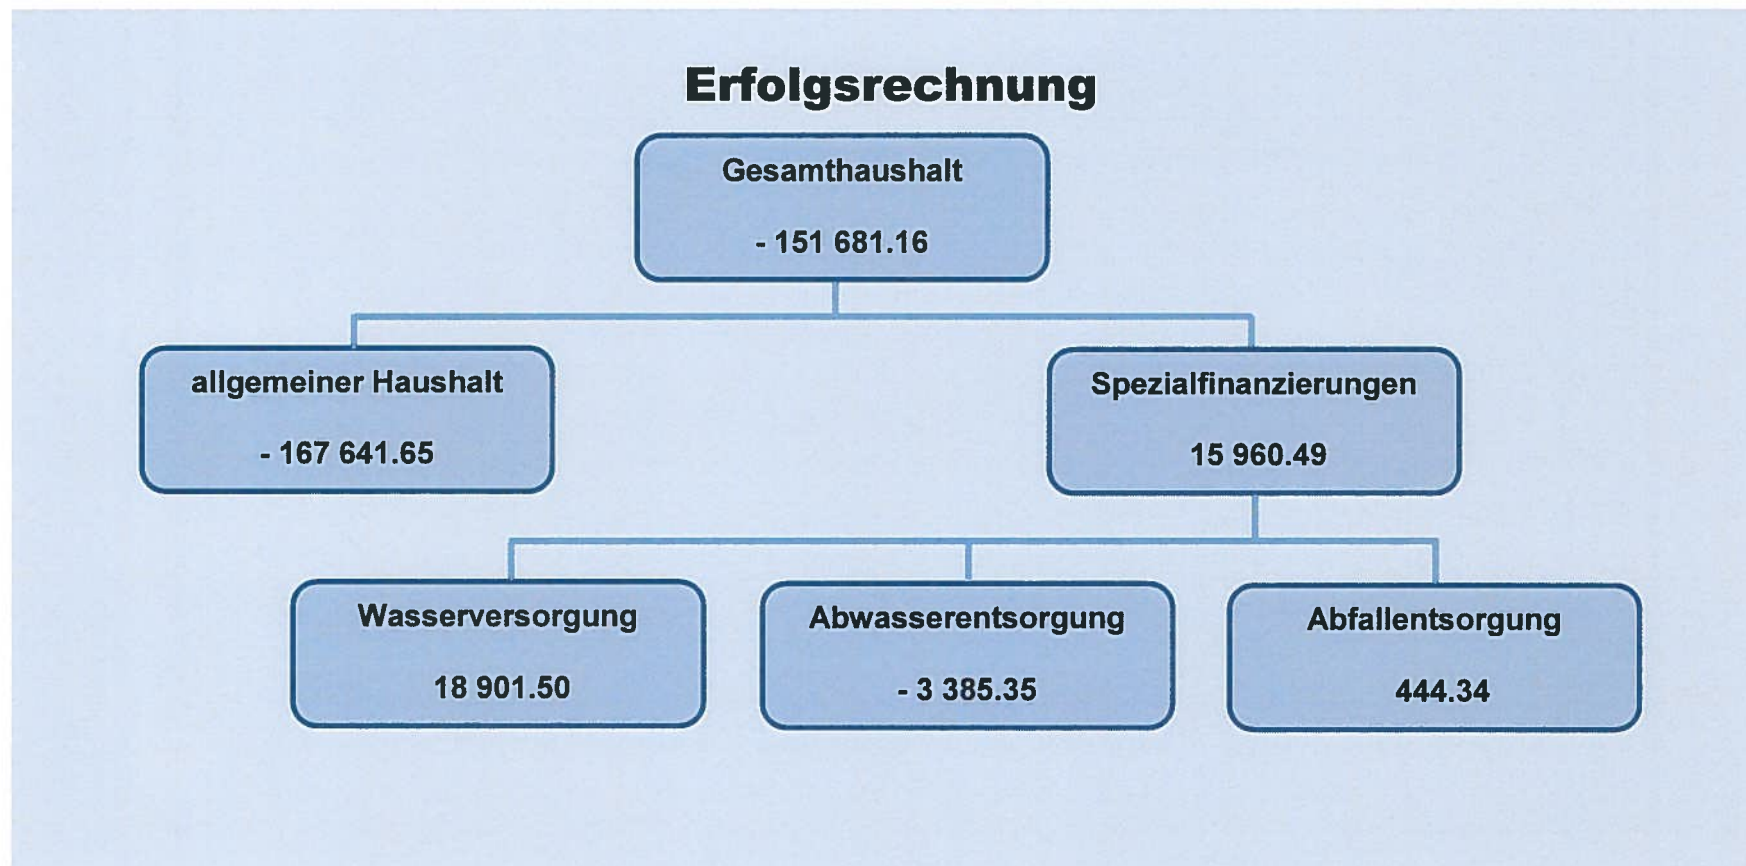 Erfolgsrechnung
Gesamthaushalt
- 151 681.16
allgemeiner Haushalt
- 167 641.65
Spezialfinanzierungen
15 960.49
Wasserversorgung
18 901.50
Abwasserentsorgung
- 3 385.35
Abfallentsorgung
444.34